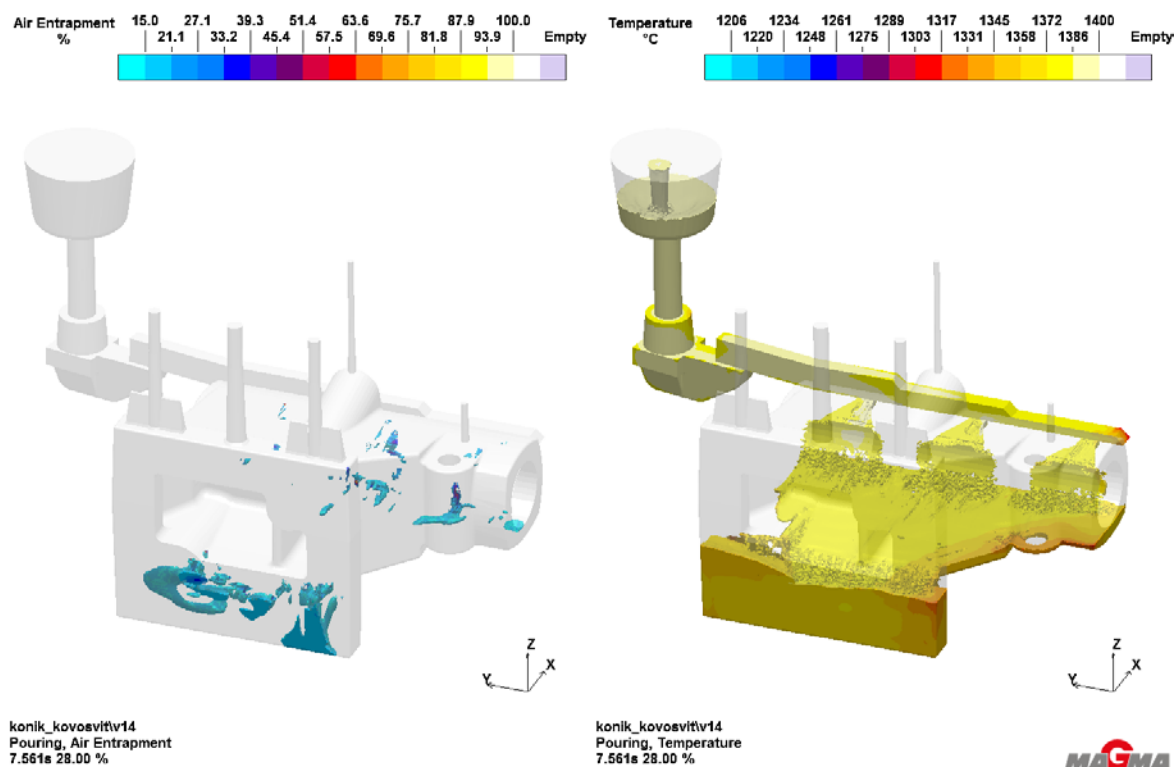 Air Entrapment
%
15.0 27.1 39.3 51.4 63.6 75.7 87.9 100.0
21.1 33.2 45.4 57.5 69.6 81.8 93.9 Empty
Temperature
°C
1206 1234 1261 1289 1317 1345 1372 1400
1220 1248 1275 1303 1331 1358 1386 Empty
Z
X
Y
Z
X
Y
konik_kovosvit\v14
Pouring, Air Entrapment
7.561s 28.00 %
konik_kovosvit\v14
Pouring, Temperature
7.561s 28.00 %
MAGMA